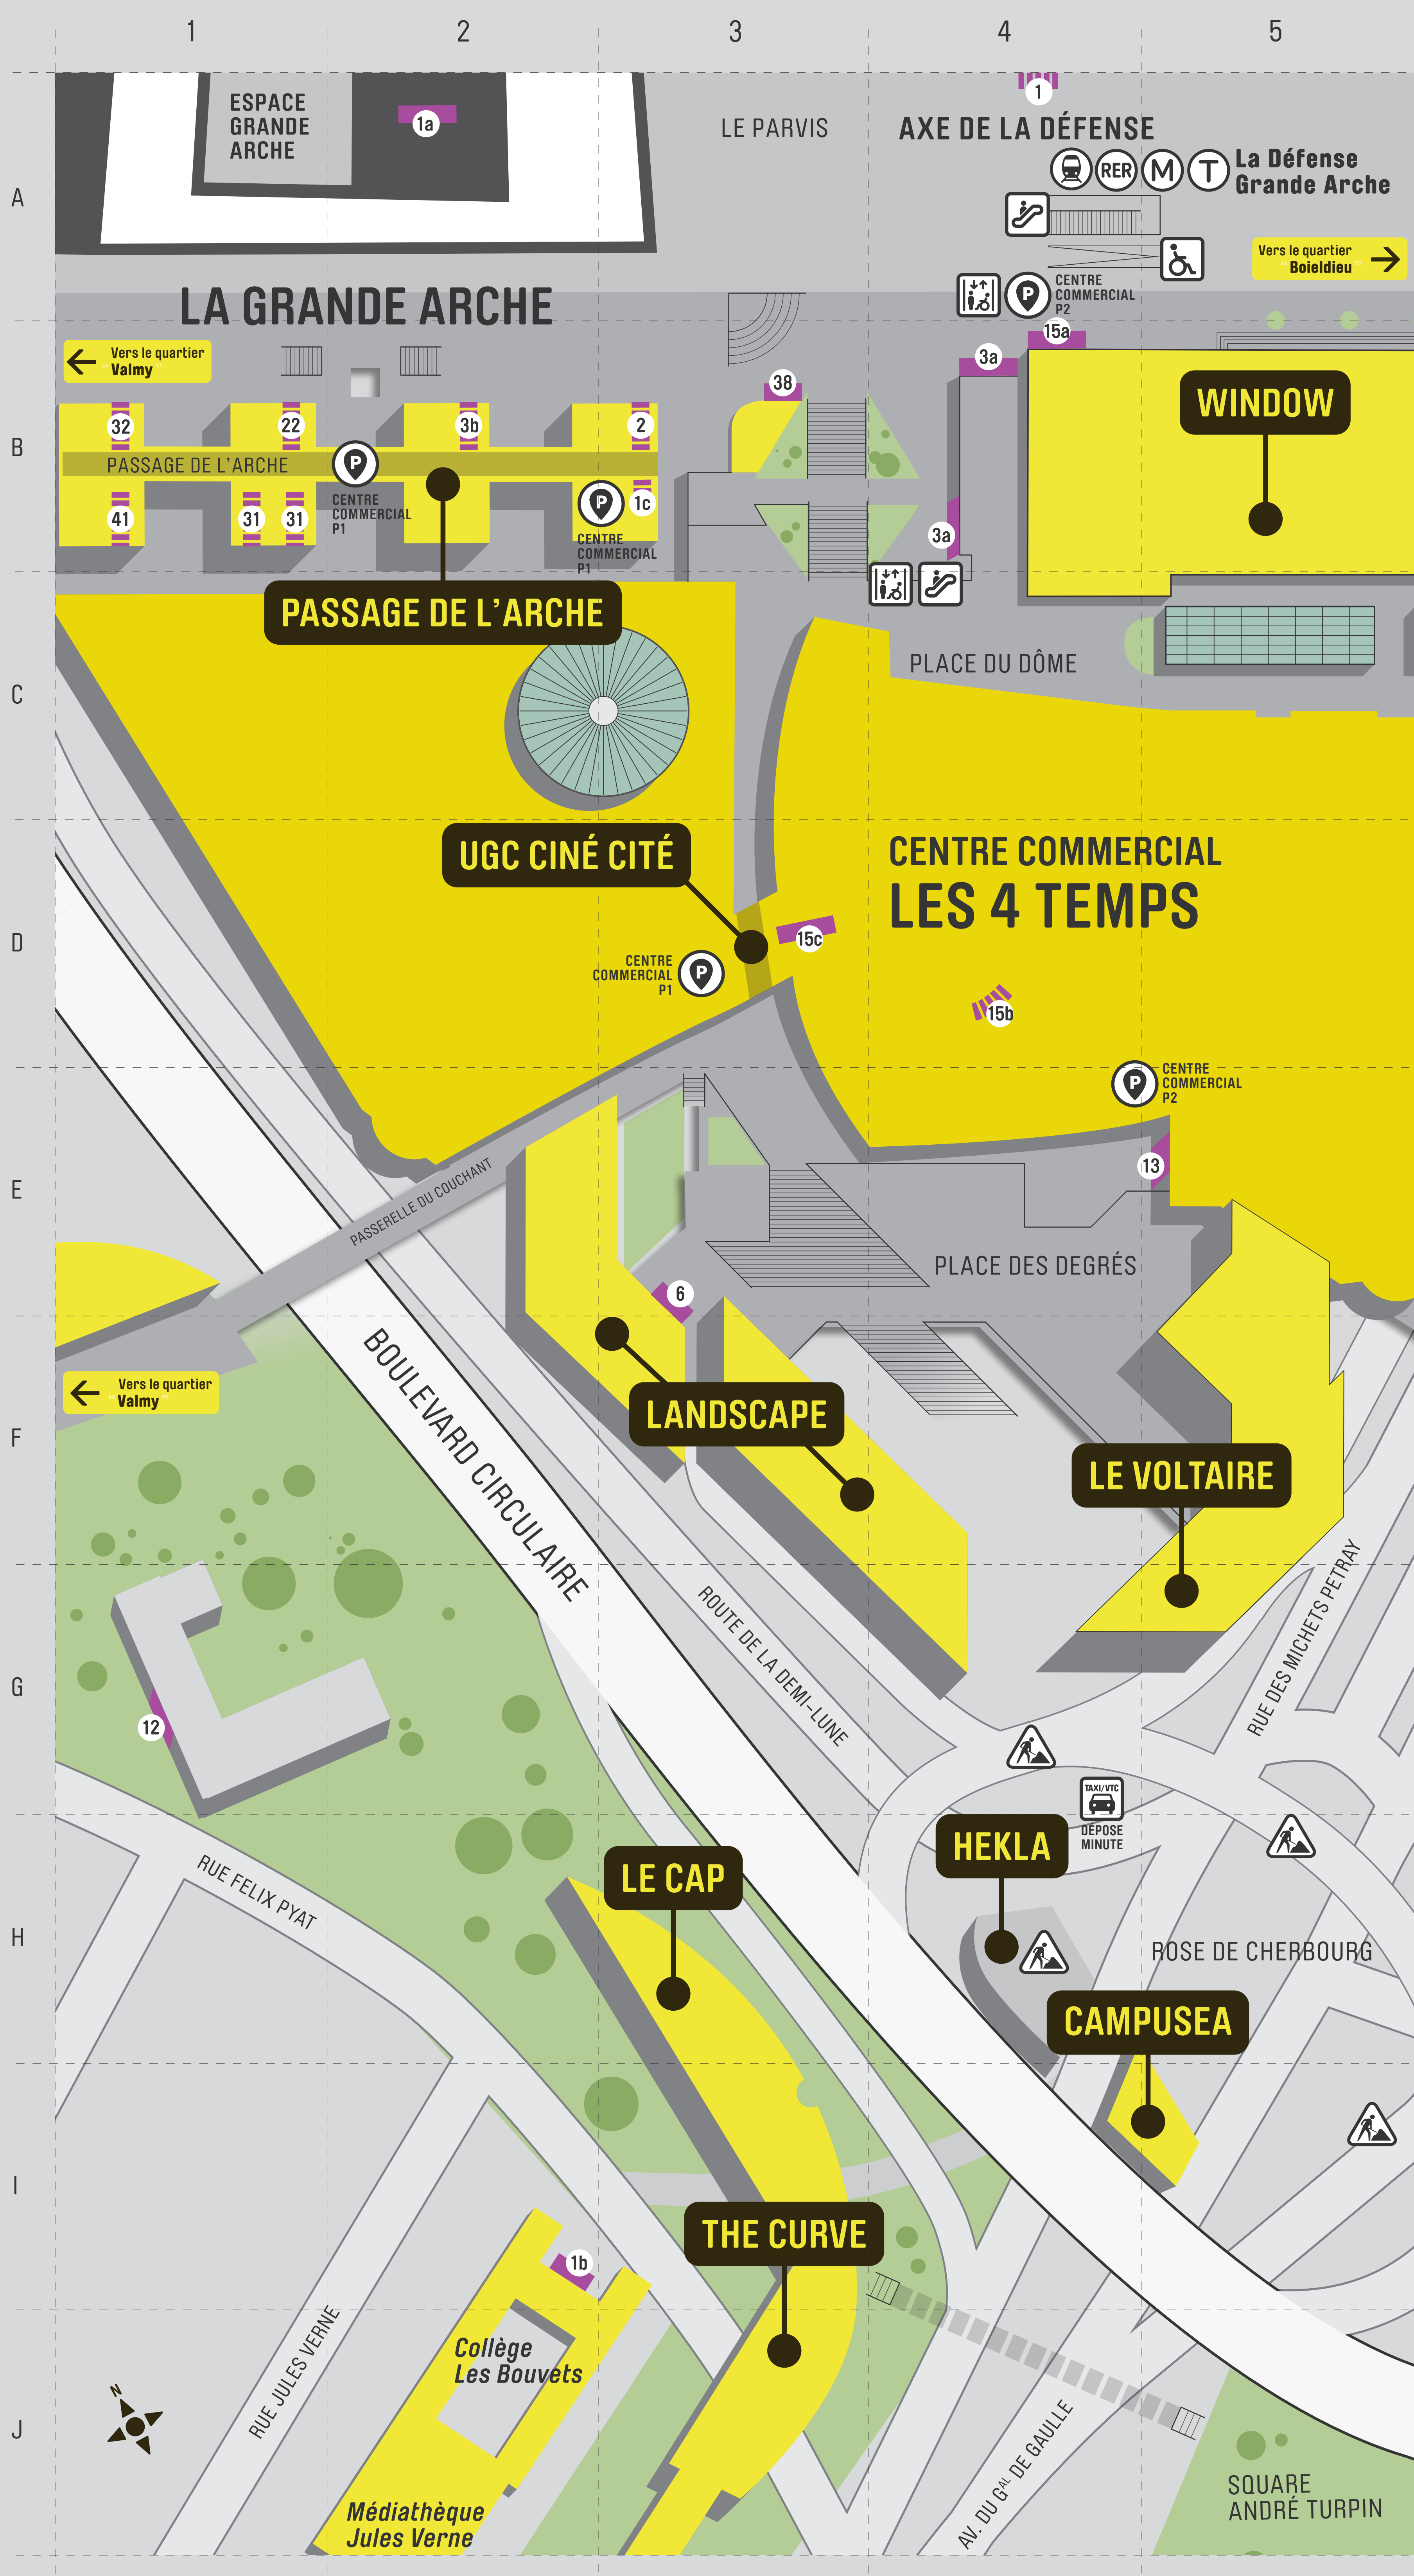 1 2 3 4 5
ESPACE
GRANDE
ARCHE
1a
LE PARVIS
1
AXE DE LA DÉFENSE
RER M T
La Défense
Grande Arche
A
Vers le quartier
Boieldieu
P
CENTRE
COMMERCIAL
P2
LA GRANDE ARCHE
Vers le quartier
Valmy
15a
3a
38
WINDOW
32
22
3b
2
B
PASSAGE DE L'ARCHE
P
CENTRE
COMMERCIAL
P1
P
CENTRE
COMMERCIAL
P1
1c
41
31
31
3a
PASSAGE DE L'ARCHE
PLACE DU DÔME
C
UGC CINÉ CITÉ
CENTRE COMMERCIAL
LES 4 TEMPS
D
15c
CENTRE
COMMERCIAL
P1
P
15b
P
CENTRE
COMMERCIAL
P2
E
13
PASSERELLE DU COUCHANT
PLACE DES DEGRÉS
6
Vers le quartier
Valmy
BOULEVARD CIRCULAIRE
LANDSCAPE
F
LE VOLTAIRE
ROUTE DE LA DEMI-LUNE
RUE DES MICHETS PETRAY
G
12
TAXI/VTC
DÉPOSE
MINUTE
HEKLA
LE CAP
RUE FELIX PYAT
H
ROSE DE CHERBOURG
CAMPUSEA
I
THE CURVE
1b
RUE JULES VERNE
Collège
Les Bouvets
N
J
AV. DU GAL DE GAULLE
SQUARE
ANDRÉ TURPIN
Médiathèque
Jules Verne